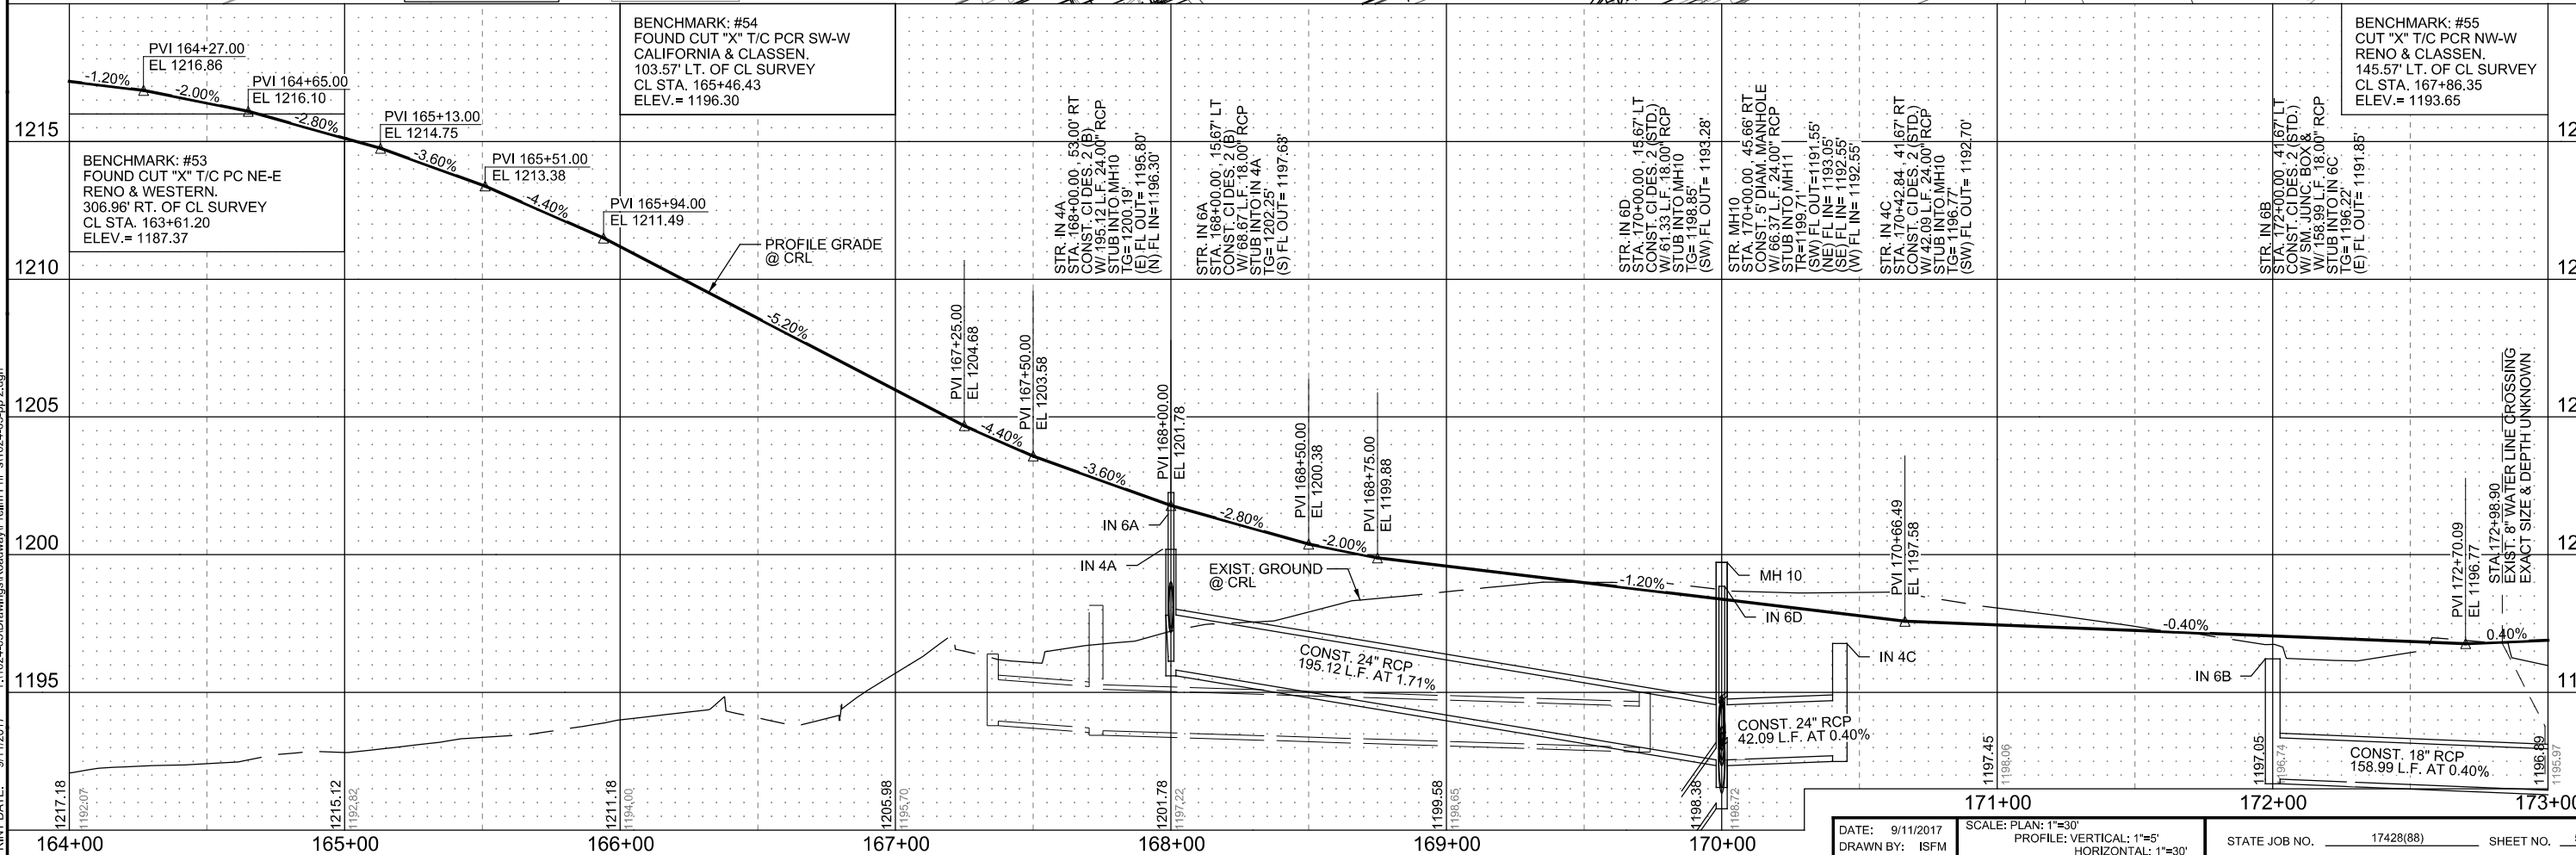 BENCHMARK: #54
FOUND CUT "X" T/C PCR SW-W
CALIFORNIA & CLASSEN.
103.57' LT. OF CL SURVEY
CL STA. 165+46.43
ELEV.= 1196.30
BENCHMARK: #55
CUT "X" T/C PCR NW-W
RENO & CLASSEN.
145.57' LT. OF CL SURVEY
CL STA. 167+86.35
ELEV.= 1193.65
BENCHMARK: #53
FOUND CUT "X" T/C PC NE-E
RENO & WESTERN.
306.96' RT. OF CL SURVEY
CL STA. 163+61.20
ELEV.= 1187.37
-1.20%
PVI 164+27.00
EL 1216.86
-2.00%
PVI 164+65.00
EL 1216.10
-2.80%
PVI 165+13.00
EL 1214.75
-3.60%
PVI 165+51.00
EL 1213.38
-4.40%
PVI 165+94.00
EL 1211.49
PROFILE GRADE
@ CRL
-5.20%
PVI 167+25.00
EL 1204.68
-4.40%
PVI 167+50.00
EL 1203.58
-3.60%
PVI 168+00.00
EL 1201.78
-2.80%
PVI 168+50.00
EL 1200.38
-2.00%
PVI 168+75.00
EL 1199.88
-1.20%
PVI 170+66.49
EL 1197.58
-0.40%
PVI 172+70.09
EL 1196.77
0.40%
STA.172+98.90
EXIST. 8" WATER LINE CROSSING
EXACT SIZE & DEPTH UNKNOWN
STR. IN 4A
STA. 168+00.00 , 53.00' RT
CONST. CI DES. 2 (B)
W/ 195.12 L.F. 24.00" RCP
STUB INTO MH10
TG= 1200.19'
(E) FL OUT= 1195.80'
(N) FL IN=1196.30'
STR. IN 6A
STA. 168+00.00 , 15.67' LT
CONST. CI DES. 2 (B)
W/ 68.67 L.F. 18.00" RCP
STUB INTO IN 4A
TG= 1202.25'
(S) FL OUT= 1197.63'
STR. IN 6D
STA. 170+00.00 , 15.67' LT
CONST. CI DES. 2 (STD.)
W/ 61.33 L.F. 18.00" RCP
STUB INTO MH10
TG= 1198.85'
(SW) FL OUT= 1193.28'
STR. MH10
STA. 170+00.00 , 45.66' RT
CONST. 5' DIAM. MANHOLE
W/ 66.37 L.F. 24.00" RCP
STUB INTO MH11
TR=1199.71'
(SW) FL OUT=1191.55'
(NE) FL IN= 1193.05'
(SE) FL IN= 1192.55'
(W) FL IN= 1192.55'
STR. IN 4C
STA. 170+42.84 , 41.67' RT
CONST. CI DES. 2 (STD.)
W/ 42.09 L.F. 24.00" RCP
STUB INTO MH10
TG= 1196.77'
(SW) FL OUT= 1192.70'
STR. IN 6B
STA. 172+00.00 , 41.67' LT
CONST. CI DES. 2 (STD.)
W/ SM. JUNC. BOX &
W/ 158.99 L.F. 18.00" RCP
STUB INTO IN 6C
TG= 1196.22'
(E) FL OUT= 1191.85'
1215
1210
1205
1200
1195
IN 6A
IN 4A
EXIST. GROUND
@ CRL
MH 10
IN 6D
IN 4C
IN 6B
CONST. 24" RCP
195.12 L.F. AT 1.71%
CONST. 24" RCP
42.09 L.F. AT 0.40%
CONST. 18" RCP
158.99 L.F. AT 0.40%
1217.18
1192.07
1215.12
1192.82
1211.18
1194.00
1205.98
1195.70
1201.78
1197.22
1199.58
1198.65
1198.38
1198.72
1197.45
1198.06
1197.05
1196.74
1196.89
1195.97
164+00
165+00
166+00
167+00
168+00
169+00
170+00
171+00
172+00
173+00
DATE: 9/11/2017
DRAWN BY: ISFM
SCALE: PLAN: 1"=30'
PROFILE: VERTICAL: 1"=5'
HORIZONTAL: 1"=30'
STATE JOB NO. 17428(88)
SHEET NO.